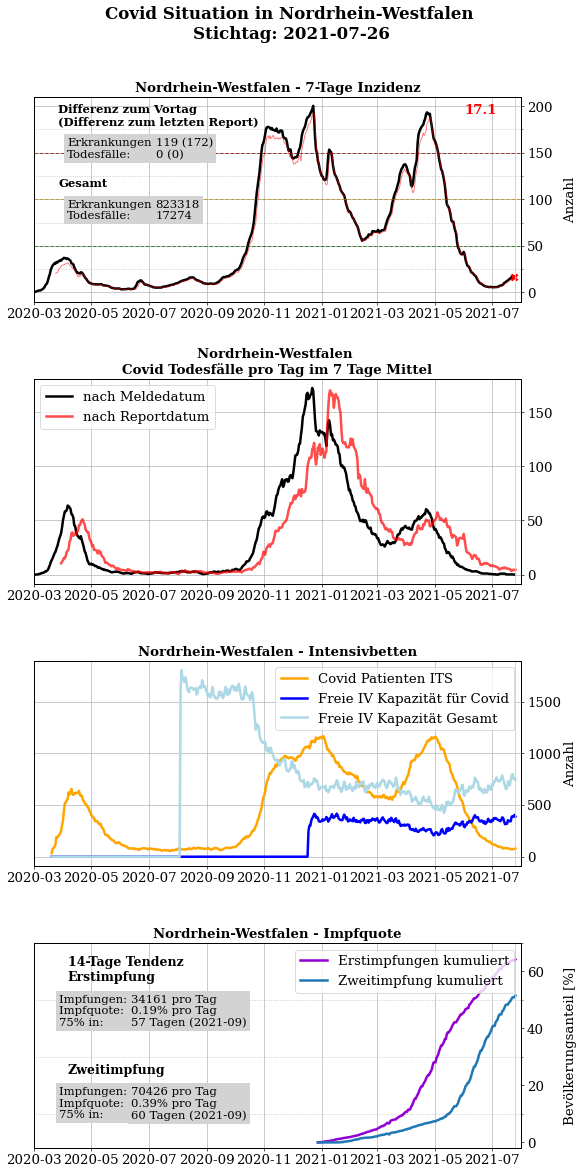 Covid Situation in Nordrhein-Westfalen
Stichtag: 2021-07-26
Nordrhein-Westfalen - 7-Tage Inzidenz
Differenz zum Vortag
(Differenz zum letzten Report)
Erkrankungen 119 (172)
Todesfälle: 0 (0)
Gesamt
Erkrankungen 823318
Todesfälle: 17274
17.1
200
150
100
50
0
Anzahl
2020-03 2020-05 2020-07 2020-09 2020-11 2021-01 2021-03 2021-05 2021-07
Nordrhein-Westfalen
Covid Todesfälle pro Tag im 7 Tage Mittel
nach Meldedatum
nach Reportdatum
150
100
50
0
2020-03 2020-05 2020-07 2020-09 2020-11 2021-01 2021-03 2021-05 2021-07
Nordrhein-Westfalen - Intensivbetten
Covid Patienten ITS
Freie IV Kapazität für Covid
Freie IV Kapazität Gesamt
1500
1000
500
0
Anzahl
2020-03 2020-05 2020-07 2020-09 2020-11 2021-01 2021-03 2021-05 2021-07
Nordrhein-Westfalen - Impfquote
14-Tage Tendenz
Erstimpfung
Impfungen: 34161 pro Tag
Impfquote: 0.19% pro Tag
75% in: 57 Tagen (2021-09)
Zweitimpfung
Impfungen: 70426 pro Tag
Impfquote: 0.39% pro Tag
75% in: 60 Tagen (2021-09)
Erstimpfungen kumuliert
Zweitimpfung kumuliert
60
40
20
0
Bevölkerungsanteil [%]
2020-03 2020-05 2020-07 2020-09 2020-11 2021-01 2021-03 2021-05 2021-07